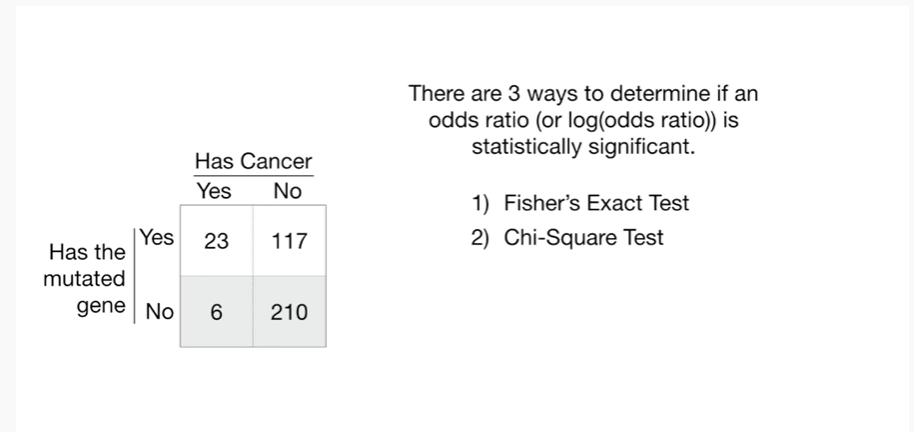 There are 3 ways to determine if an
odds ratio (or log(odds ratio)) is
statistically significant.
1) Fisher's Exact Test
2) Chi-Square Test
Has Cancer
Yes No
Has the
mutated
gene
Yes 23 117
No 6 210